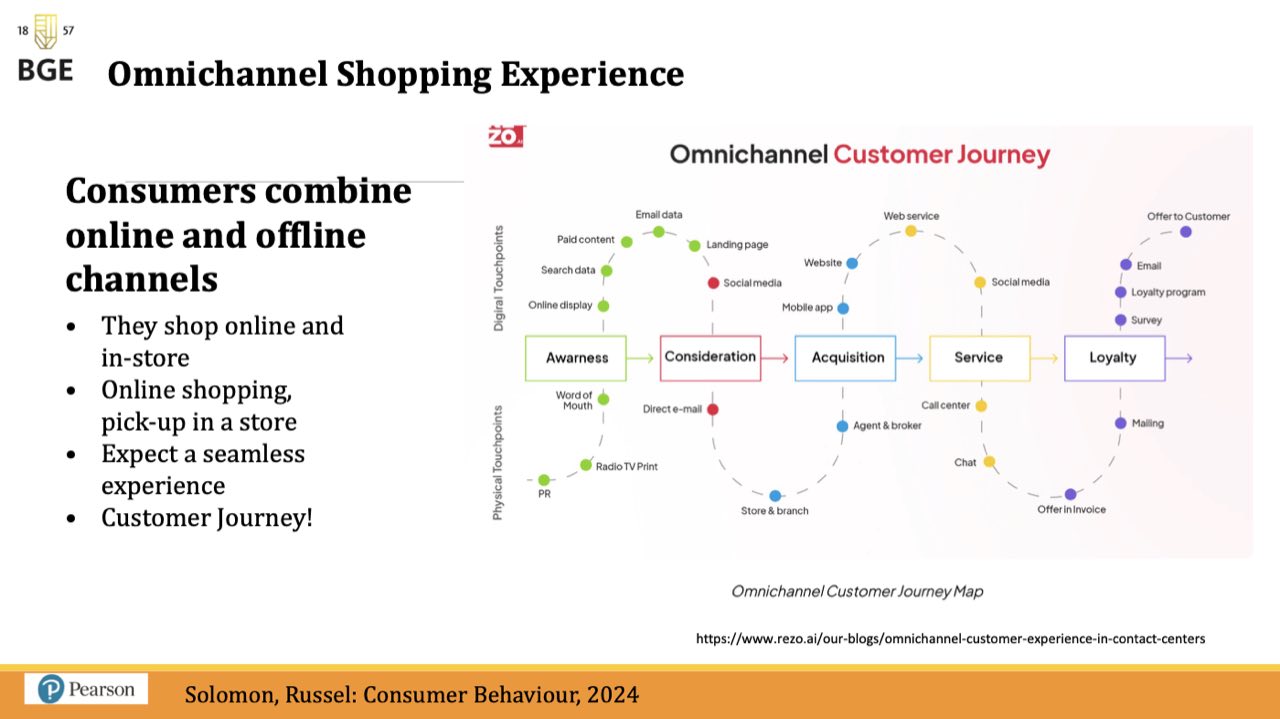 18 57
BGE
Omnichannel Shopping Experience
Consumers combine
online and offline
channels
• They shop online and
in-store
• Online shopping,
pick-up in a store
• Expect a seamless
experience
• Customer Journey!
Omnichannel Customer Journey
Digiral Touchpoints
Physical Touchpoints
Email data
Paid content
Landing page
Search data
Social media
Online display
Web service
Website
Social media
Mobile app
Offer to Customer
Email
Loyalty program
Survey
Awarness
Consideration
Acquisition
Service
Loyalty
Word of
Mouth
Radio TV Print
PR
Direct e-mail
Store & branch
Agent & broker
Call center
Chat
Mailing
Offer in Invoice
Omnichannel Customer Journey Map
https://www.rezo.ai/our-blogs/omnichannel-customer-experience-in-contact-centers
Pearson
Solomon, Russel: Consumer Behaviour, 2024